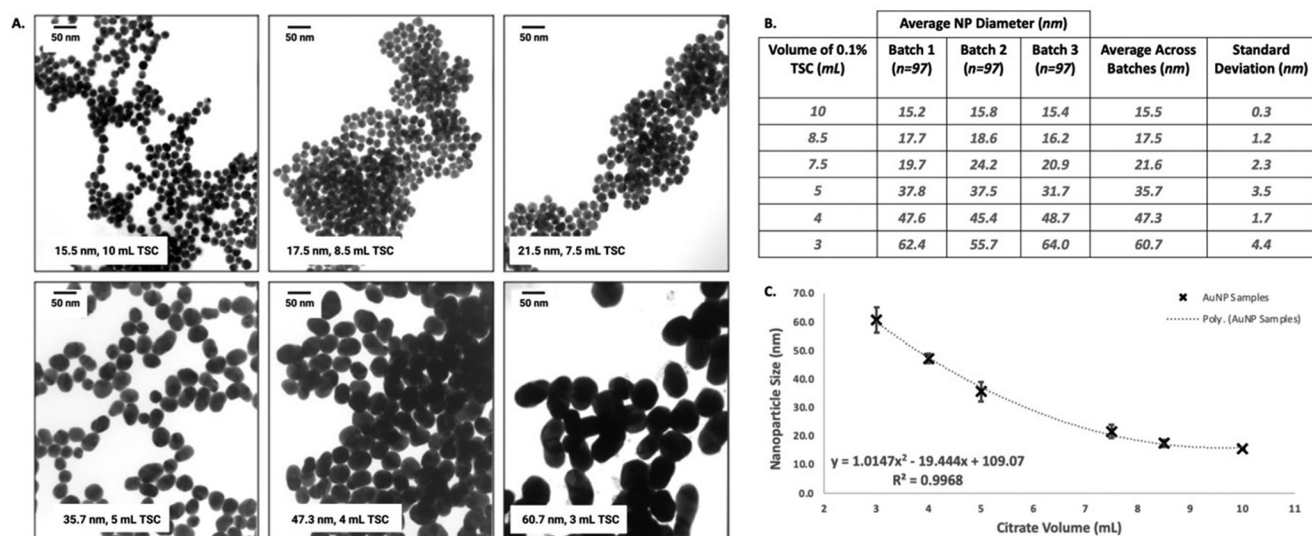 A.
50 nm
15.5 nm, 10 mL TSC
50 nm
17.5 nm, 8.5 mL TSC
50 nm
21.5 nm, 7.5 mL TSC
50 nm
35.7 nm, 5 mL TSC
50 nm
47.3 nm, 4 mL TSC
50 nm
60.7 nm, 3 mL TSC
B.
Average NP Diameter (nm)
Volume of 0.1% TSC (mL) Batch 1 (n=97) Batch 2 (n=97) Batch 3 (n=97) Average Across Batches (nm) Standard Deviation (nm)
10 15.2 15.8 15.4 15.5 0.3
8.5 17.7 18.6 16.2 17.5 1.2
7.5 19.7 24.2 20.9 21.6 2.3
5 37.8 37.5 31.7 35.7 3.5
4 47.6 45.4 48.7 47.3 1.7
3 62.4 55.7 64.0 60.7 4.4
C.
Nanoparticle Size (nm)
70.0
60.0
50.0
40.0
30.0
20.0
10.0
0.0
AuNP Samples
Poly. (AuNP Samples)
y = 1.0147x² - 19.444x + 109.07
R² = 0.9968
2 3 4 5 6 7 8 9 10 11
Citrate Volume (mL)